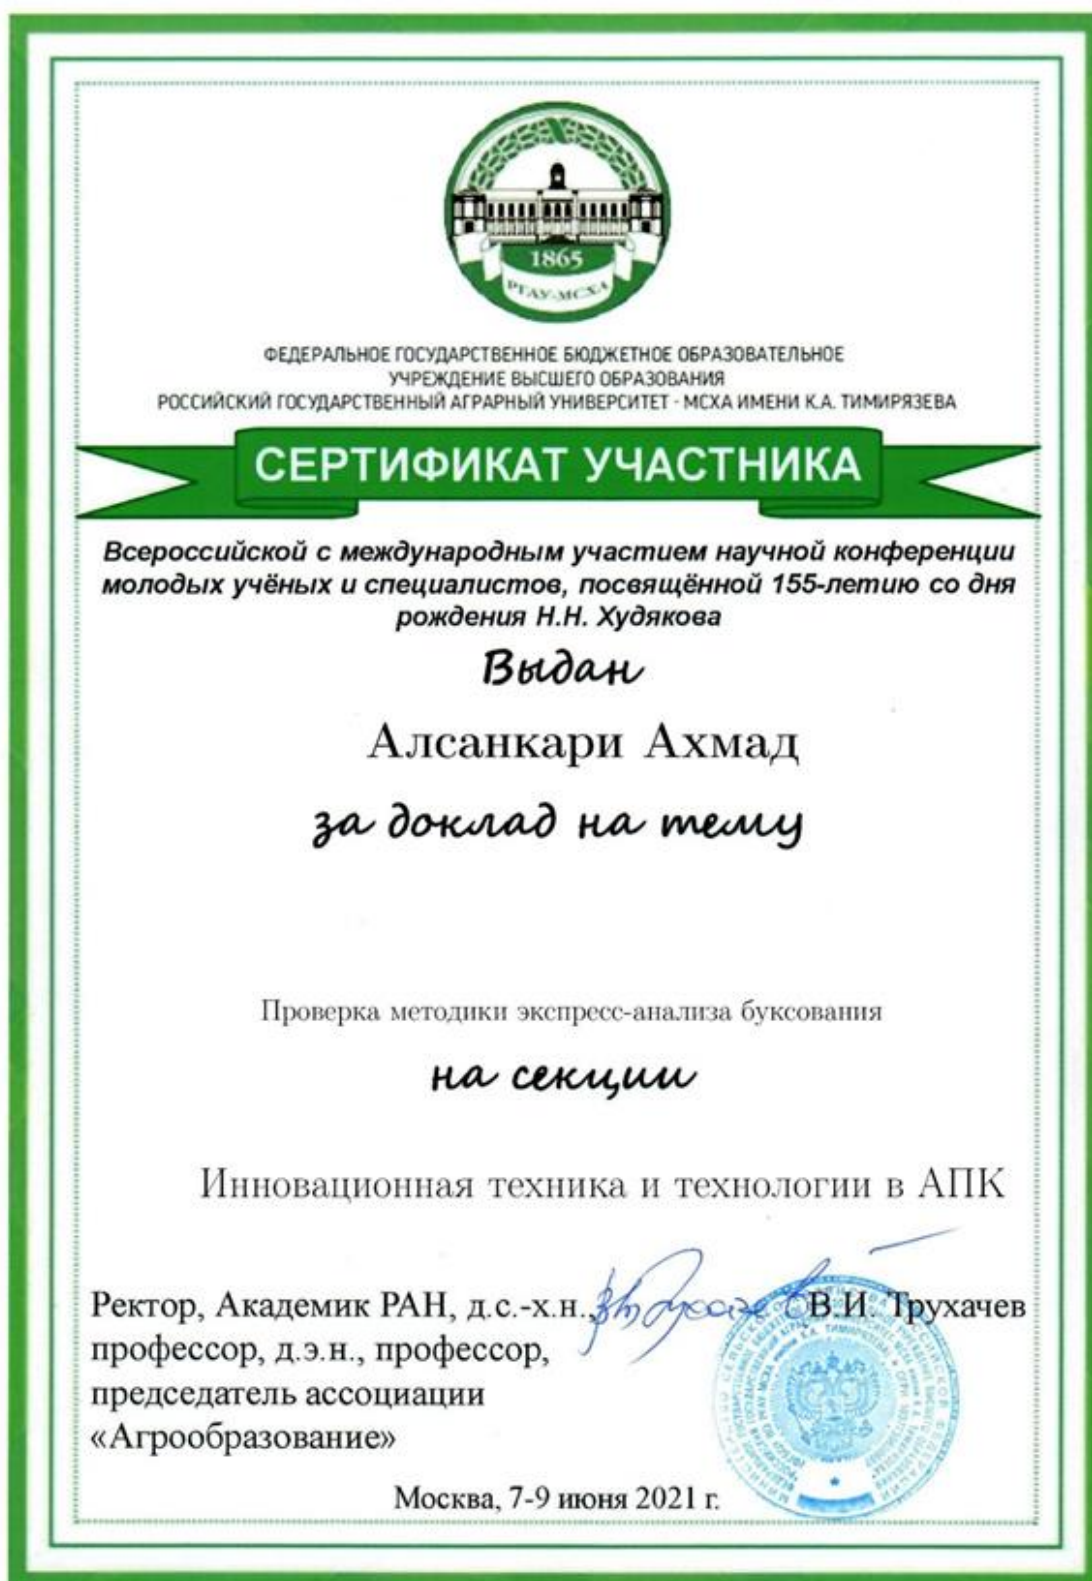 1865
РГАУ-МСХА
ФЕДЕРАЛЬНОЕ ГОСУДАРСТВЕННОЕ БЮДЖЕТНОЕ ОБРАЗОВАТЕЛЬНОЕ
УЧРЕЖДЕНИЕ ВЫСШЕГО ОБРАЗОВАНИЯ
РОССИЙСКИЙ ГОСУДАРСТВЕННЫЙ АГРАРНЫЙ УНИВЕРСИТЕТ - МСХА ИМЕНИ К.А. ТИМИРЯЗЕВА
СЕРТИФИКАТ УЧАСТНИКА
Всероссийской с международным участием научной конференции
молодых учёных и специалистов, посвящённой 155-летию со дня
рождения Н.Н. Худякова
Выдан
Алсанкари Ахмад
за доклад на тему
Проверка методики экспресс-анализа буксования
на секции
Инновационная техника и технологии в АПК
Ректор, Академик РАН, д.с.-х.н., В.И. Трухачев
профессор, д.э.н., профессор,
председатель ассоциации
«Агрообразование»
Москва, 7-9 июня 2021 г.